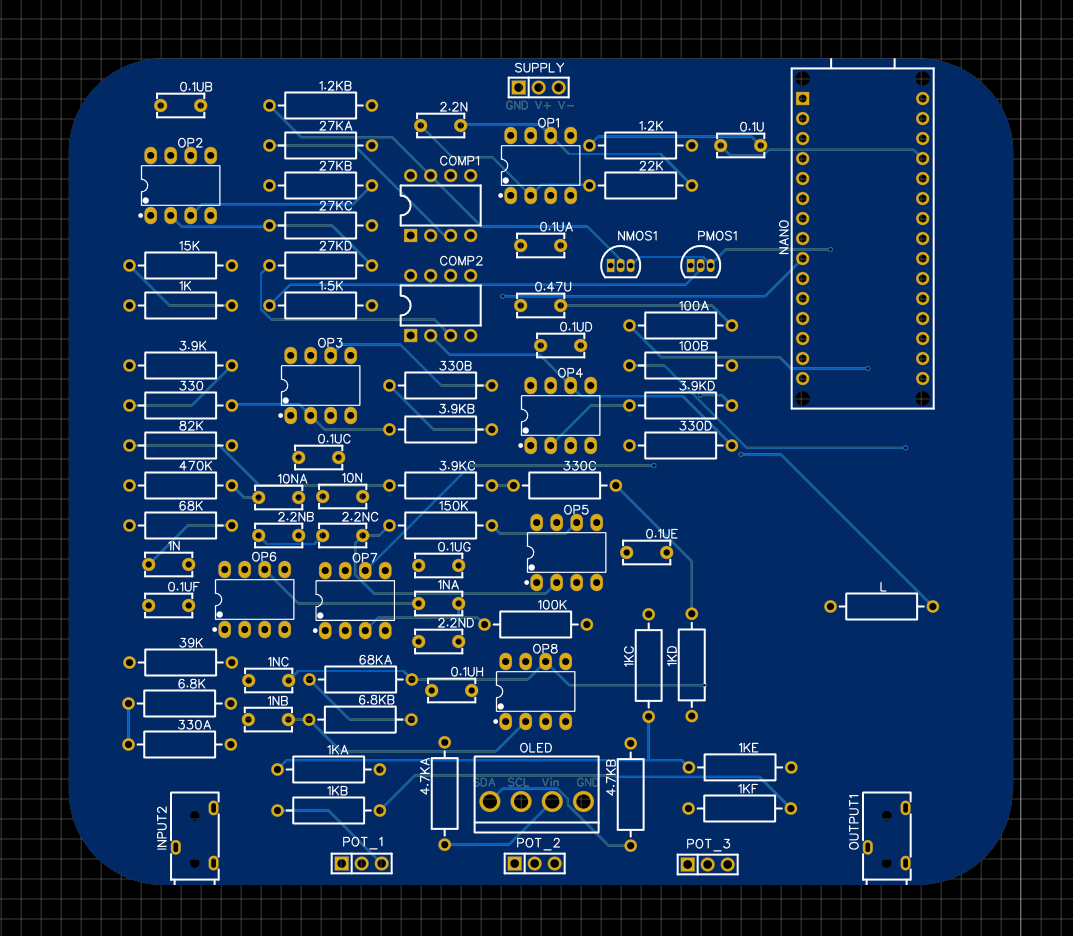 SUPPLY
GND V+ V-
0.1UB
1.2KB
2.2N
OP1
1.2K
0.1U
27KA
OP2
COMP1
27KB
22K
27KC
0.1UA
NMOS1
PMOS1
NANO
15K
27KD
COMP2
1K
1.5K
0.47U
100A
0.1UD
3.9K
OP3
330B
OP4
100B
330
3.9KB
3.9KD
82K
0.1UC
330D
470K
10NA
10N
3.9KC
330C
68K
2.2NB
2.2NC
150K
OP5
1N
OP6
OP7
0.1UG
0.1UE
0.1UF
1NA
L
2.2ND
100K
39K
1NC
68KA
0.1UH
OP8
1KC
1KD
6.8K
1NB
6.8KB
330A
1KA
4.7KA
OLED
4.7KB
1KE
SDA SCL Vin GND
1KB
1KF
INPUT2
POT_1
POT_2
POT_3
OUTPUT1